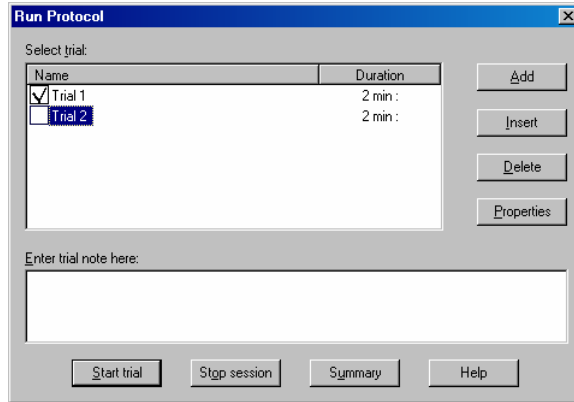 Run Protocol
Select trial:
Name Duration
Trial 1 2 min :
Trial 2 2 min :
Add
Insert
Delete
Properties
Enter trial note here:
Start trial Stop session Summary Help